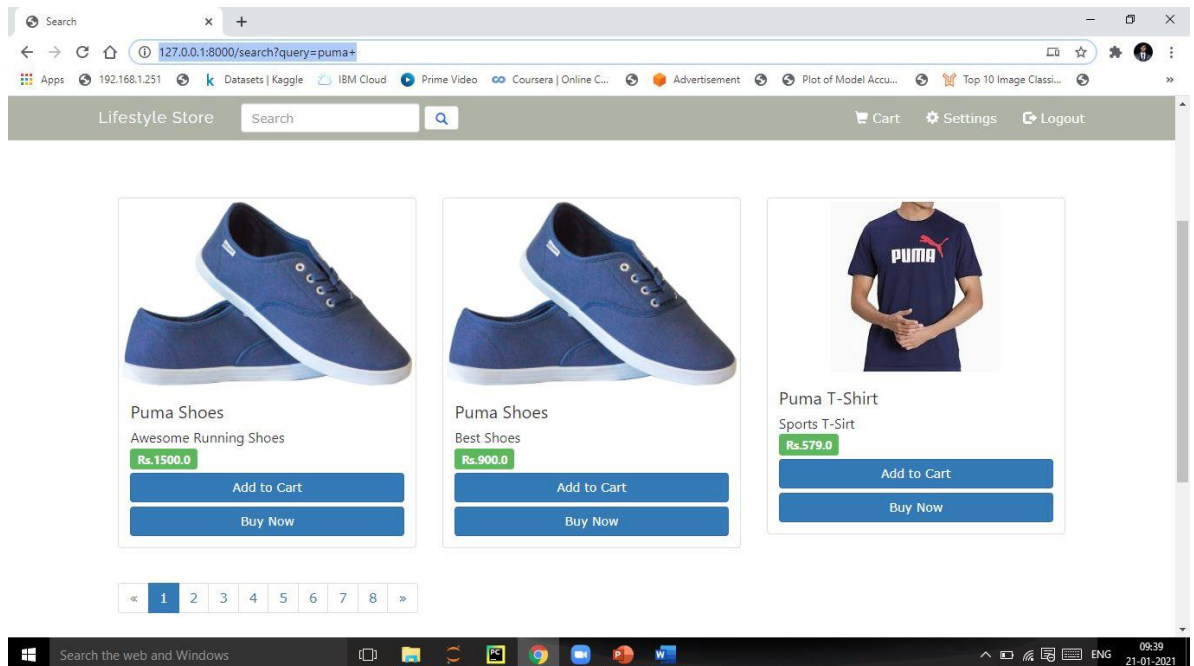 Search
127.0.0.1:8000/search?query=puma+
Apps 192.168.1.251 Datasets | Kaggle IBM Cloud Prime Video Coursera | Online C... Advertisement Plot of Model Accu... Top 10 Image Classi... »
Lifestyle Store Search Cart Settings Logout
PUMA
Puma Shoes
Awesome Running Shoes
Rs.1500.0
Add to Cart
Buy Now
Puma Shoes
Best Shoes
Rs.900.0
Add to Cart
Buy Now
Puma T-Shirt
Sports T-Sirt
Rs.579.0
Add to Cart
Buy Now
« 1 2 3 4 5 6 7 8 »
Search the web and Windows ENG 09:39
21-01-2021